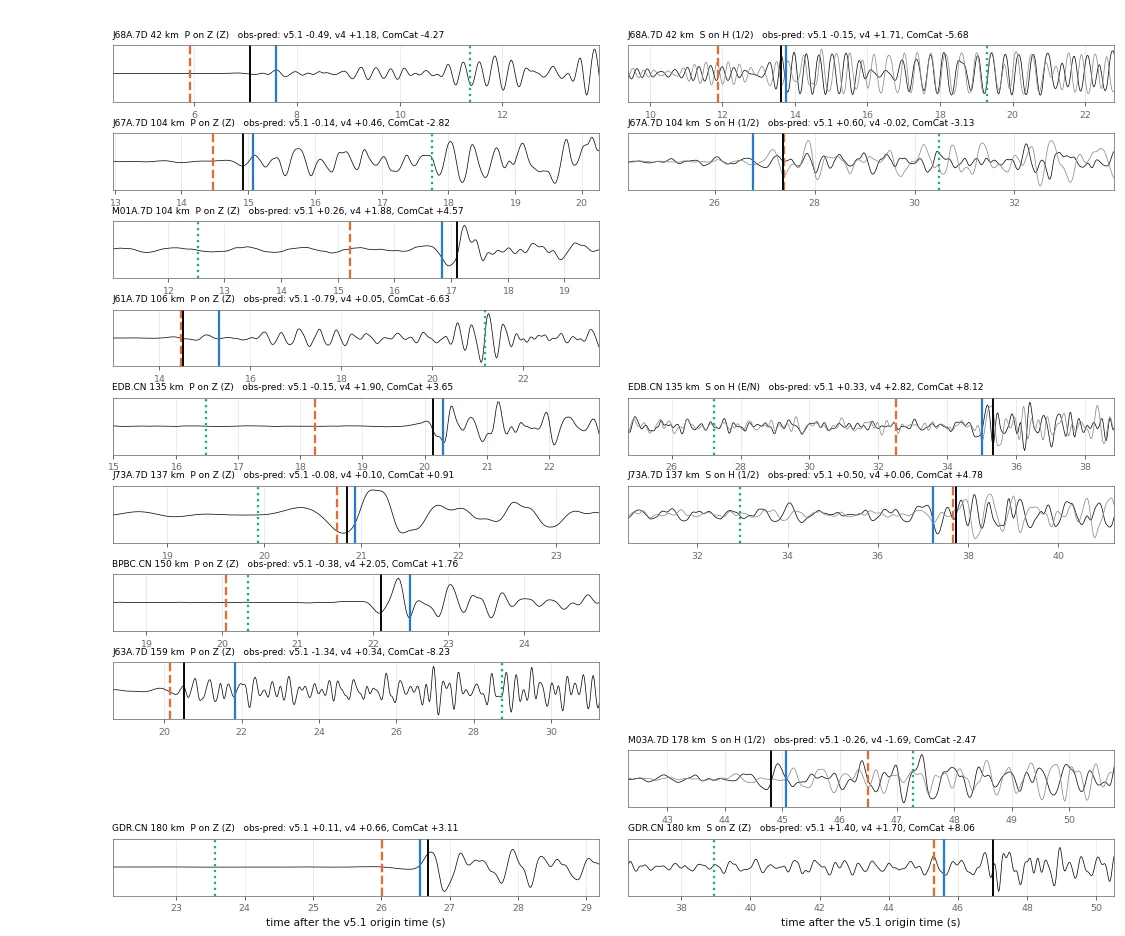 J68A.7D 42 km  P on Z (Z)   obs-pred: v5.1 -0.49, v4 +1.18, ComCat -4.27
6 8 10 12
J68A.7D 42 km  S on H (1/2)   obs-pred: v5.1 -0.15, v4 +1.71, ComCat -5.68
10 12 14 16 18 20 22
J67A.7D 104 km  P on Z (Z)   obs-pred: v5.1 -0.14, v4 +0.46, ComCat -2.82
13 14 15 16 17 18 19 20
J67A.7D 104 km  S on H (1/2)   obs-pred: v5.1 +0.60, v4 -0.02, ComCat -3.13
26 28 30 32
M01A.7D 104 km  P on Z (Z)   obs-pred: v5.1 +0.26, v4 +1.88, ComCat +4.57
12 13 14 15 16 17 18 19
J61A.7D 106 km  P on Z (Z)   obs-pred: v5.1 -0.79, v4 +0.05, ComCat -6.63
14 16 18 20 22
EDB.CN 135 km  P on Z (Z)   obs-pred: v5.1 -0.15, v4 +1.90, ComCat +3.65
15 16 17 18 19 20 21 22
EDB.CN 135 km  S on H (E/N)   obs-pred: v5.1 +0.33, v4 +2.82, ComCat +8.12
26 28 30 32 34 36 38
J73A.7D 137 km  P on Z (Z)   obs-pred: v5.1 -0.08, v4 +0.10, ComCat +0.91
19 20 21 22 23
J73A.7D 137 km  S on H (1/2)   obs-pred: v5.1 +0.50, v4 +0.06, ComCat +4.78
32 34 36 38 40
BPBC.CN 150 km  P on Z (Z)   obs-pred: v5.1 -0.38, v4 +2.05, ComCat +1.76
19 20 21 22 23 24
J63A.7D 159 km  P on Z (Z)   obs-pred: v5.1 -1.34, v4 +0.34, ComCat -8.23
20 22 24 26 28 30
M03A.7D 178 km  S on H (1/2)   obs-pred: v5.1 -0.26, v4 -1.69, ComCat -2.47
43 44 45 46 47 48 49 50
GDR.CN 180 km  P on Z (Z)   obs-pred: v5.1 +0.11, v4 +0.66, ComCat +3.11
23 24 25 26 27 28 29
time after the v5.1 origin time (s)
GDR.CN 180 km  S on Z (Z)   obs-pred: v5.1 +1.40, v4 +1.70, ComCat +8.06
38 40 42 44 46 48 50
time after the v5.1 origin time (s)